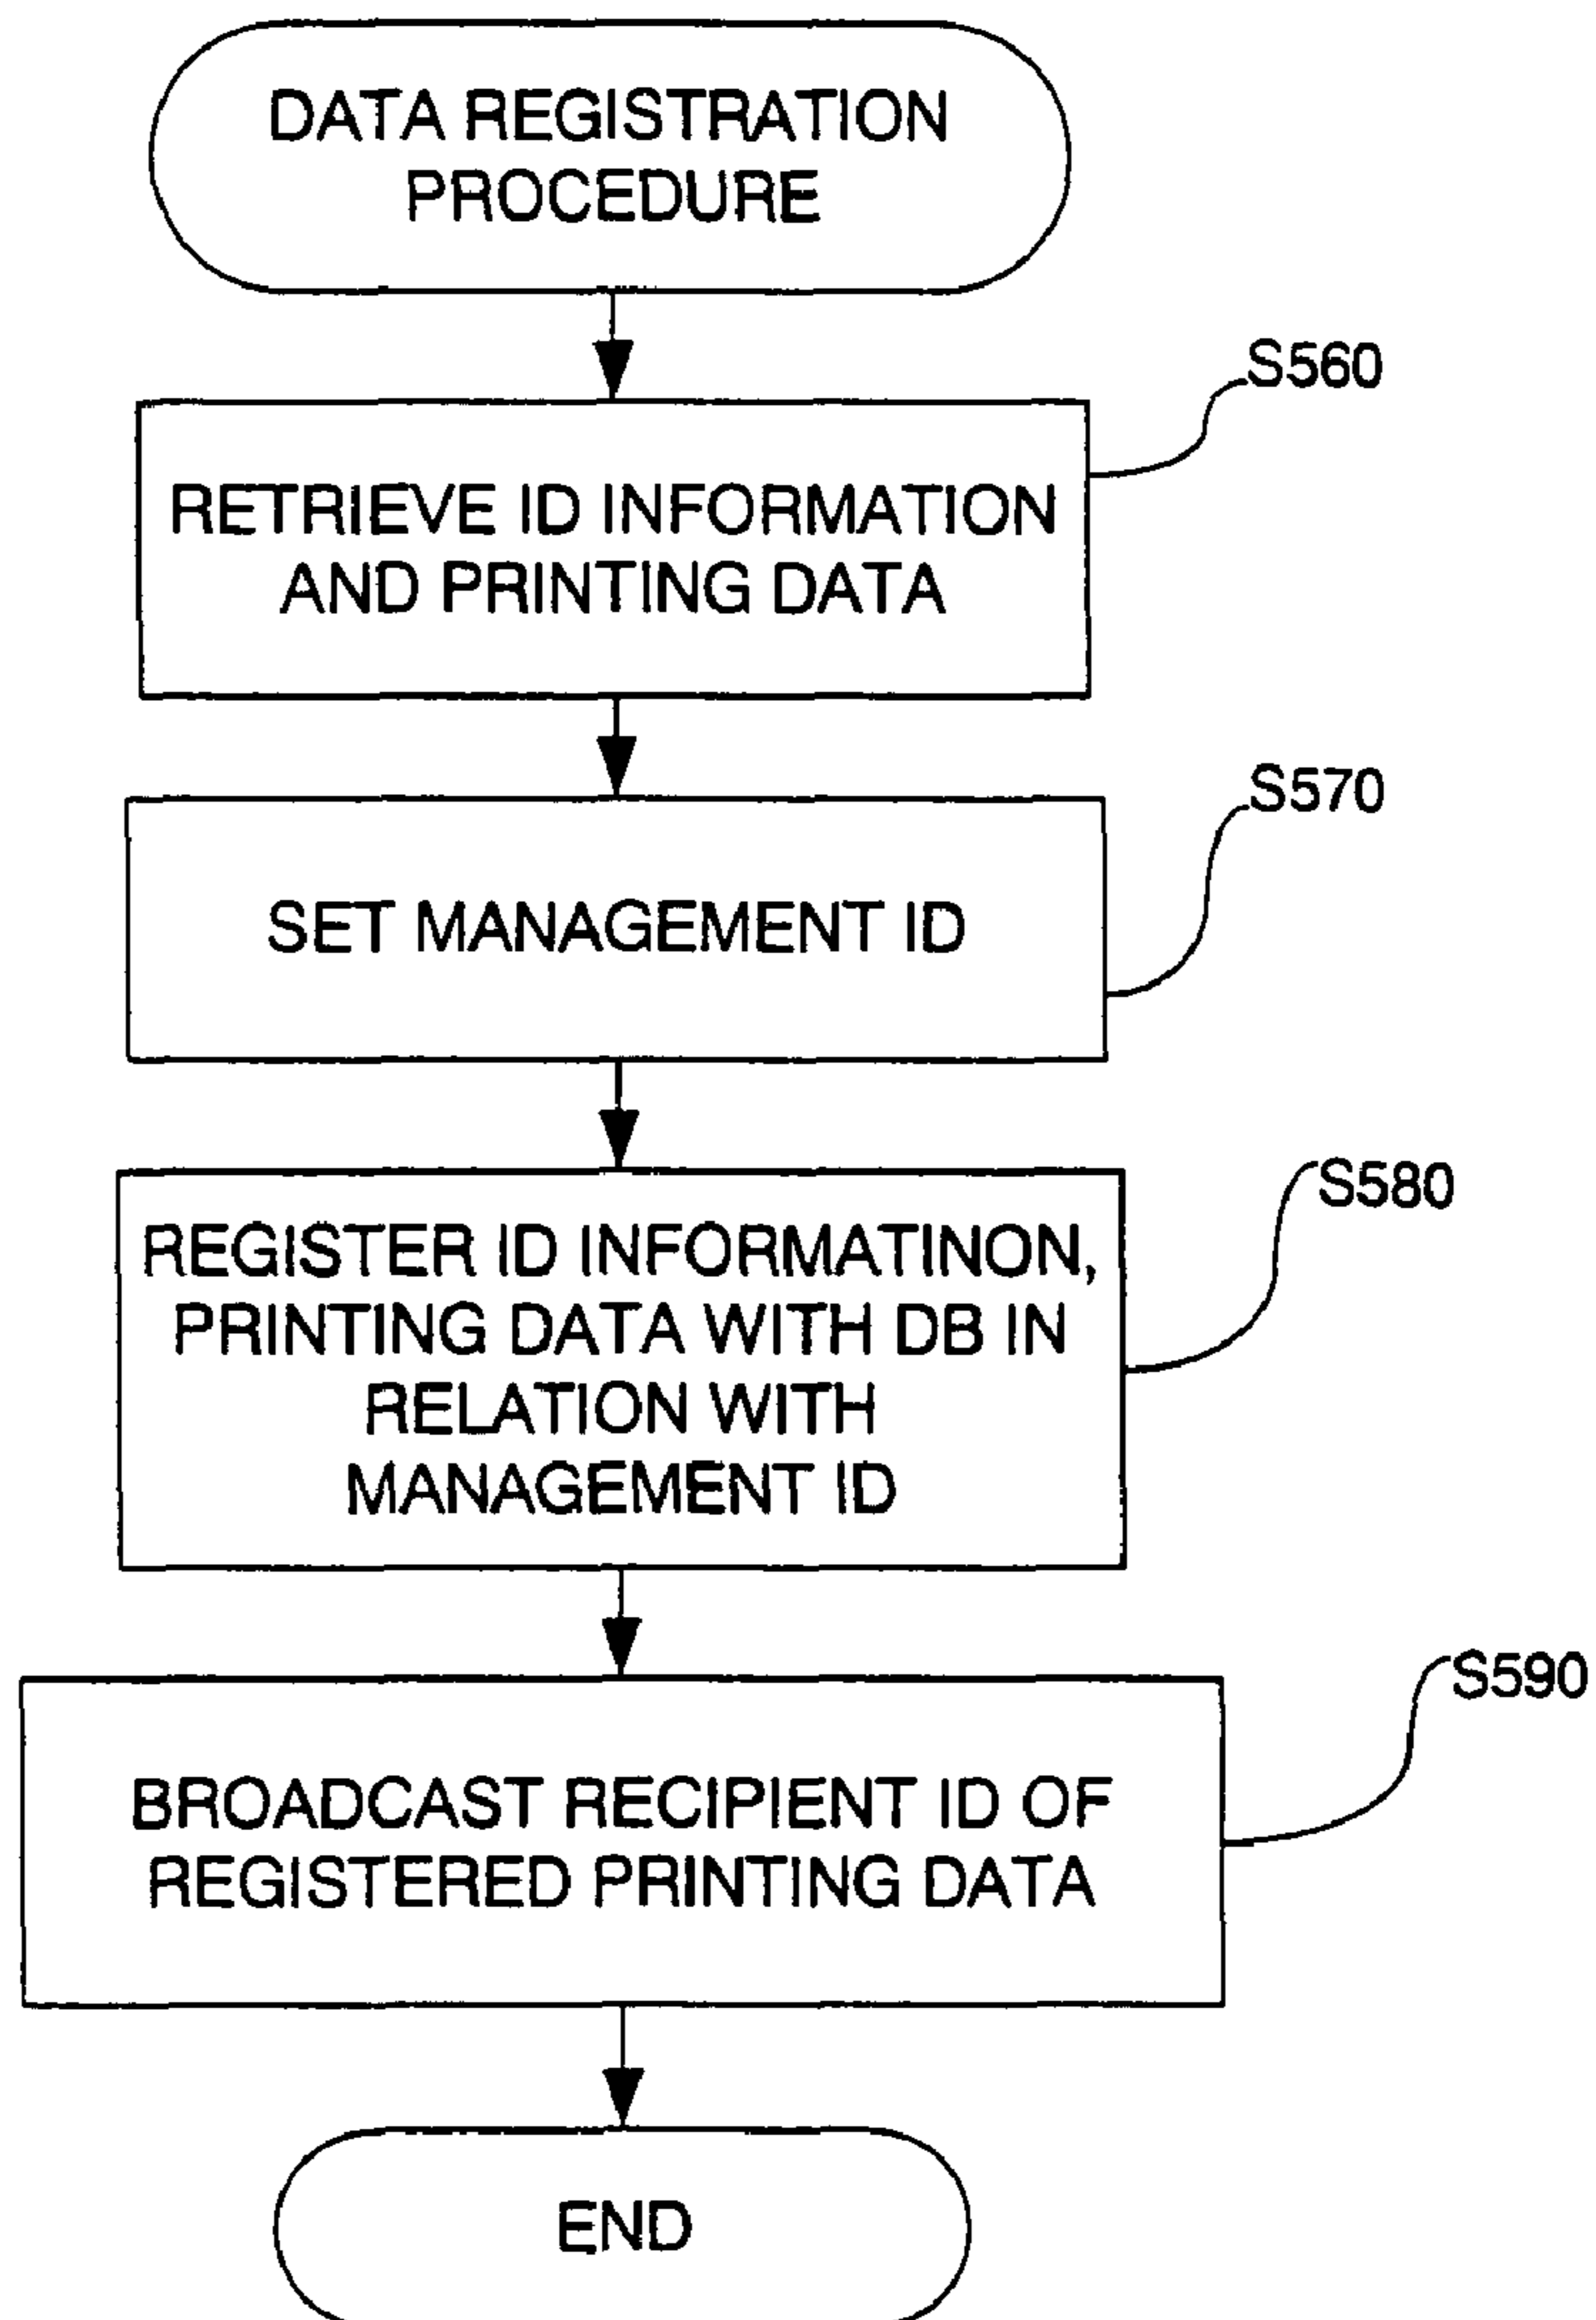 DATA REGISTRATION
PROCEDURE
S560
RETRIEVE ID INFORMATION
AND PRINTING DATA
S570
SET MANAGEMENT ID
S580
REGISTER ID INFORMATINON,
PRINTING DATA WITH DB IN
RELATION WITH
MANAGEMENT ID
S590
BROADCAST RECIPIENT ID OF
REGISTERED PRINTING DATA
END